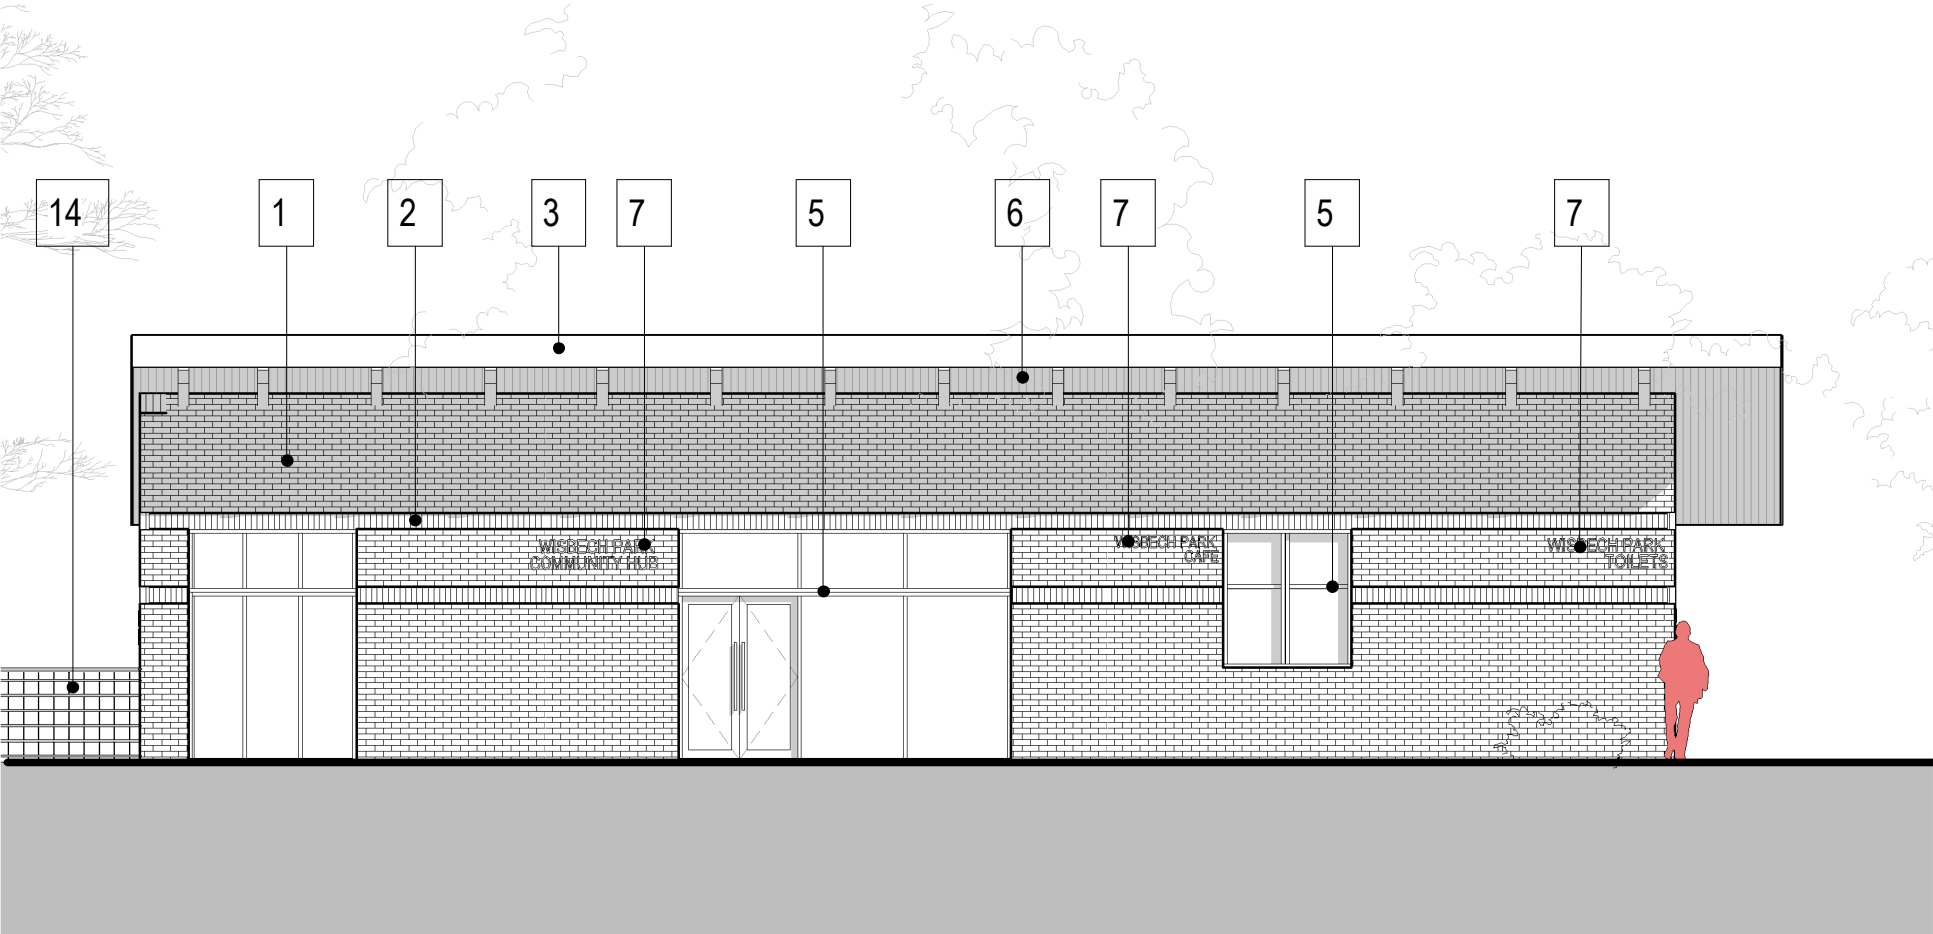 14 1 2 3 7 5 6 7 5 7
WISBECH PARK
COMMUNITY HUB
WISBECH PARK
CAFE
WISBECH PARK
TOILETS